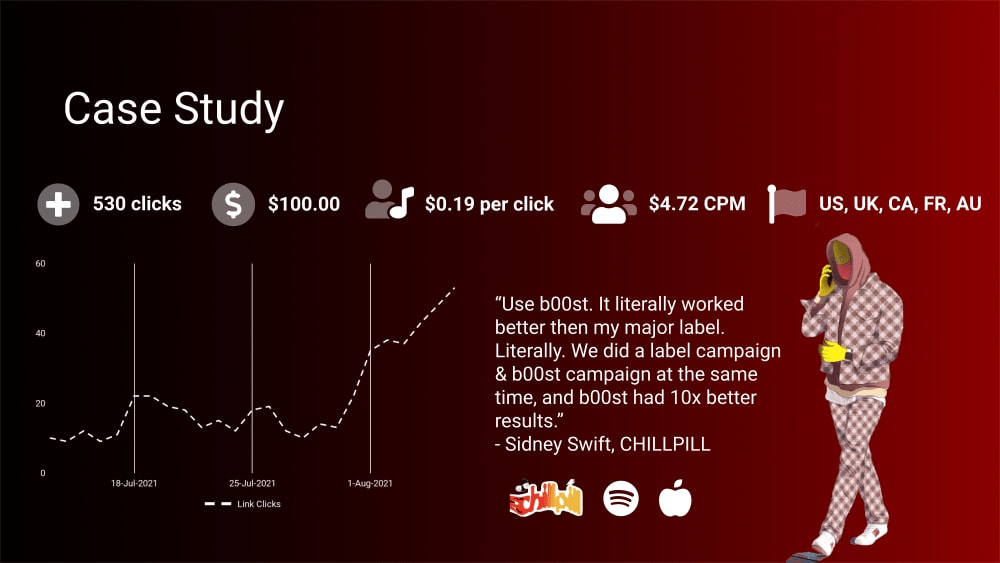 Case Study
530 clicks
$100.00
$0.19 per click
$4.72 CPM
US, UK, CA, FR, AU
60
40
20
0
18-Jul-2021
25-Jul-2021
1-Aug-2021
Link Clicks
“Use b00st. It literally worked
better then my major label.
Literally. We did a label campaign
& b00st campaign at the same
time, and b00st had 10x better
results.”
- Sidney Swift, CHILLPILL
chillpill